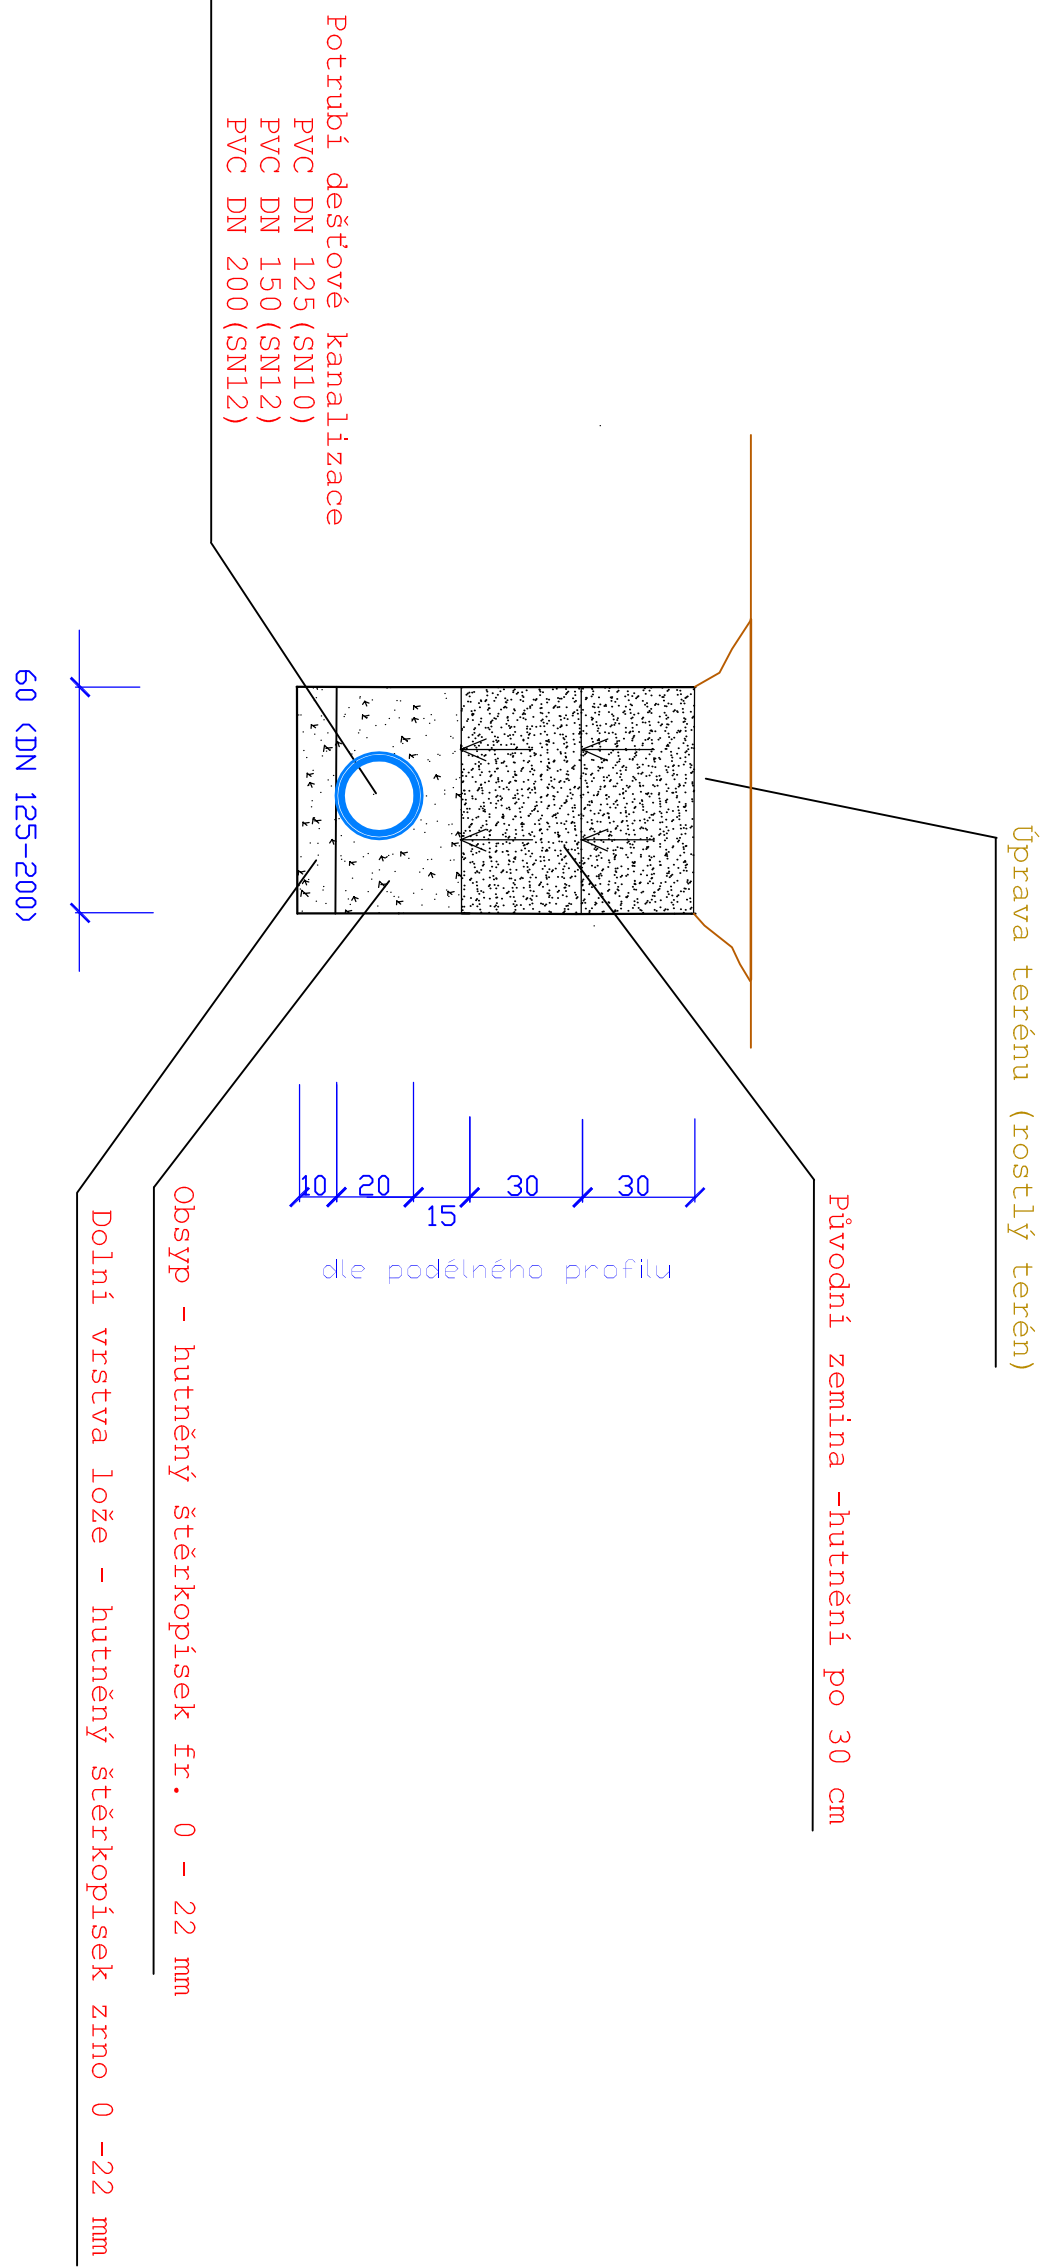 Úprava terénu (rostlý terén)
Původní zemina -hutnění po 30 cm
Potrubí dešťové kanalizace
PVC DN 125(SN10)
PVC DN 150(SN12)
PVC DN 200(SN12)
10
20
15
30
30
dle podélného profilu
Obsyp - hutněný štěrkopísek fr. 0 - 22 mm
Dolní vrstva lože - hutněný štěrkopísek zrno 0 -22 mm
60 (DN 125-200)